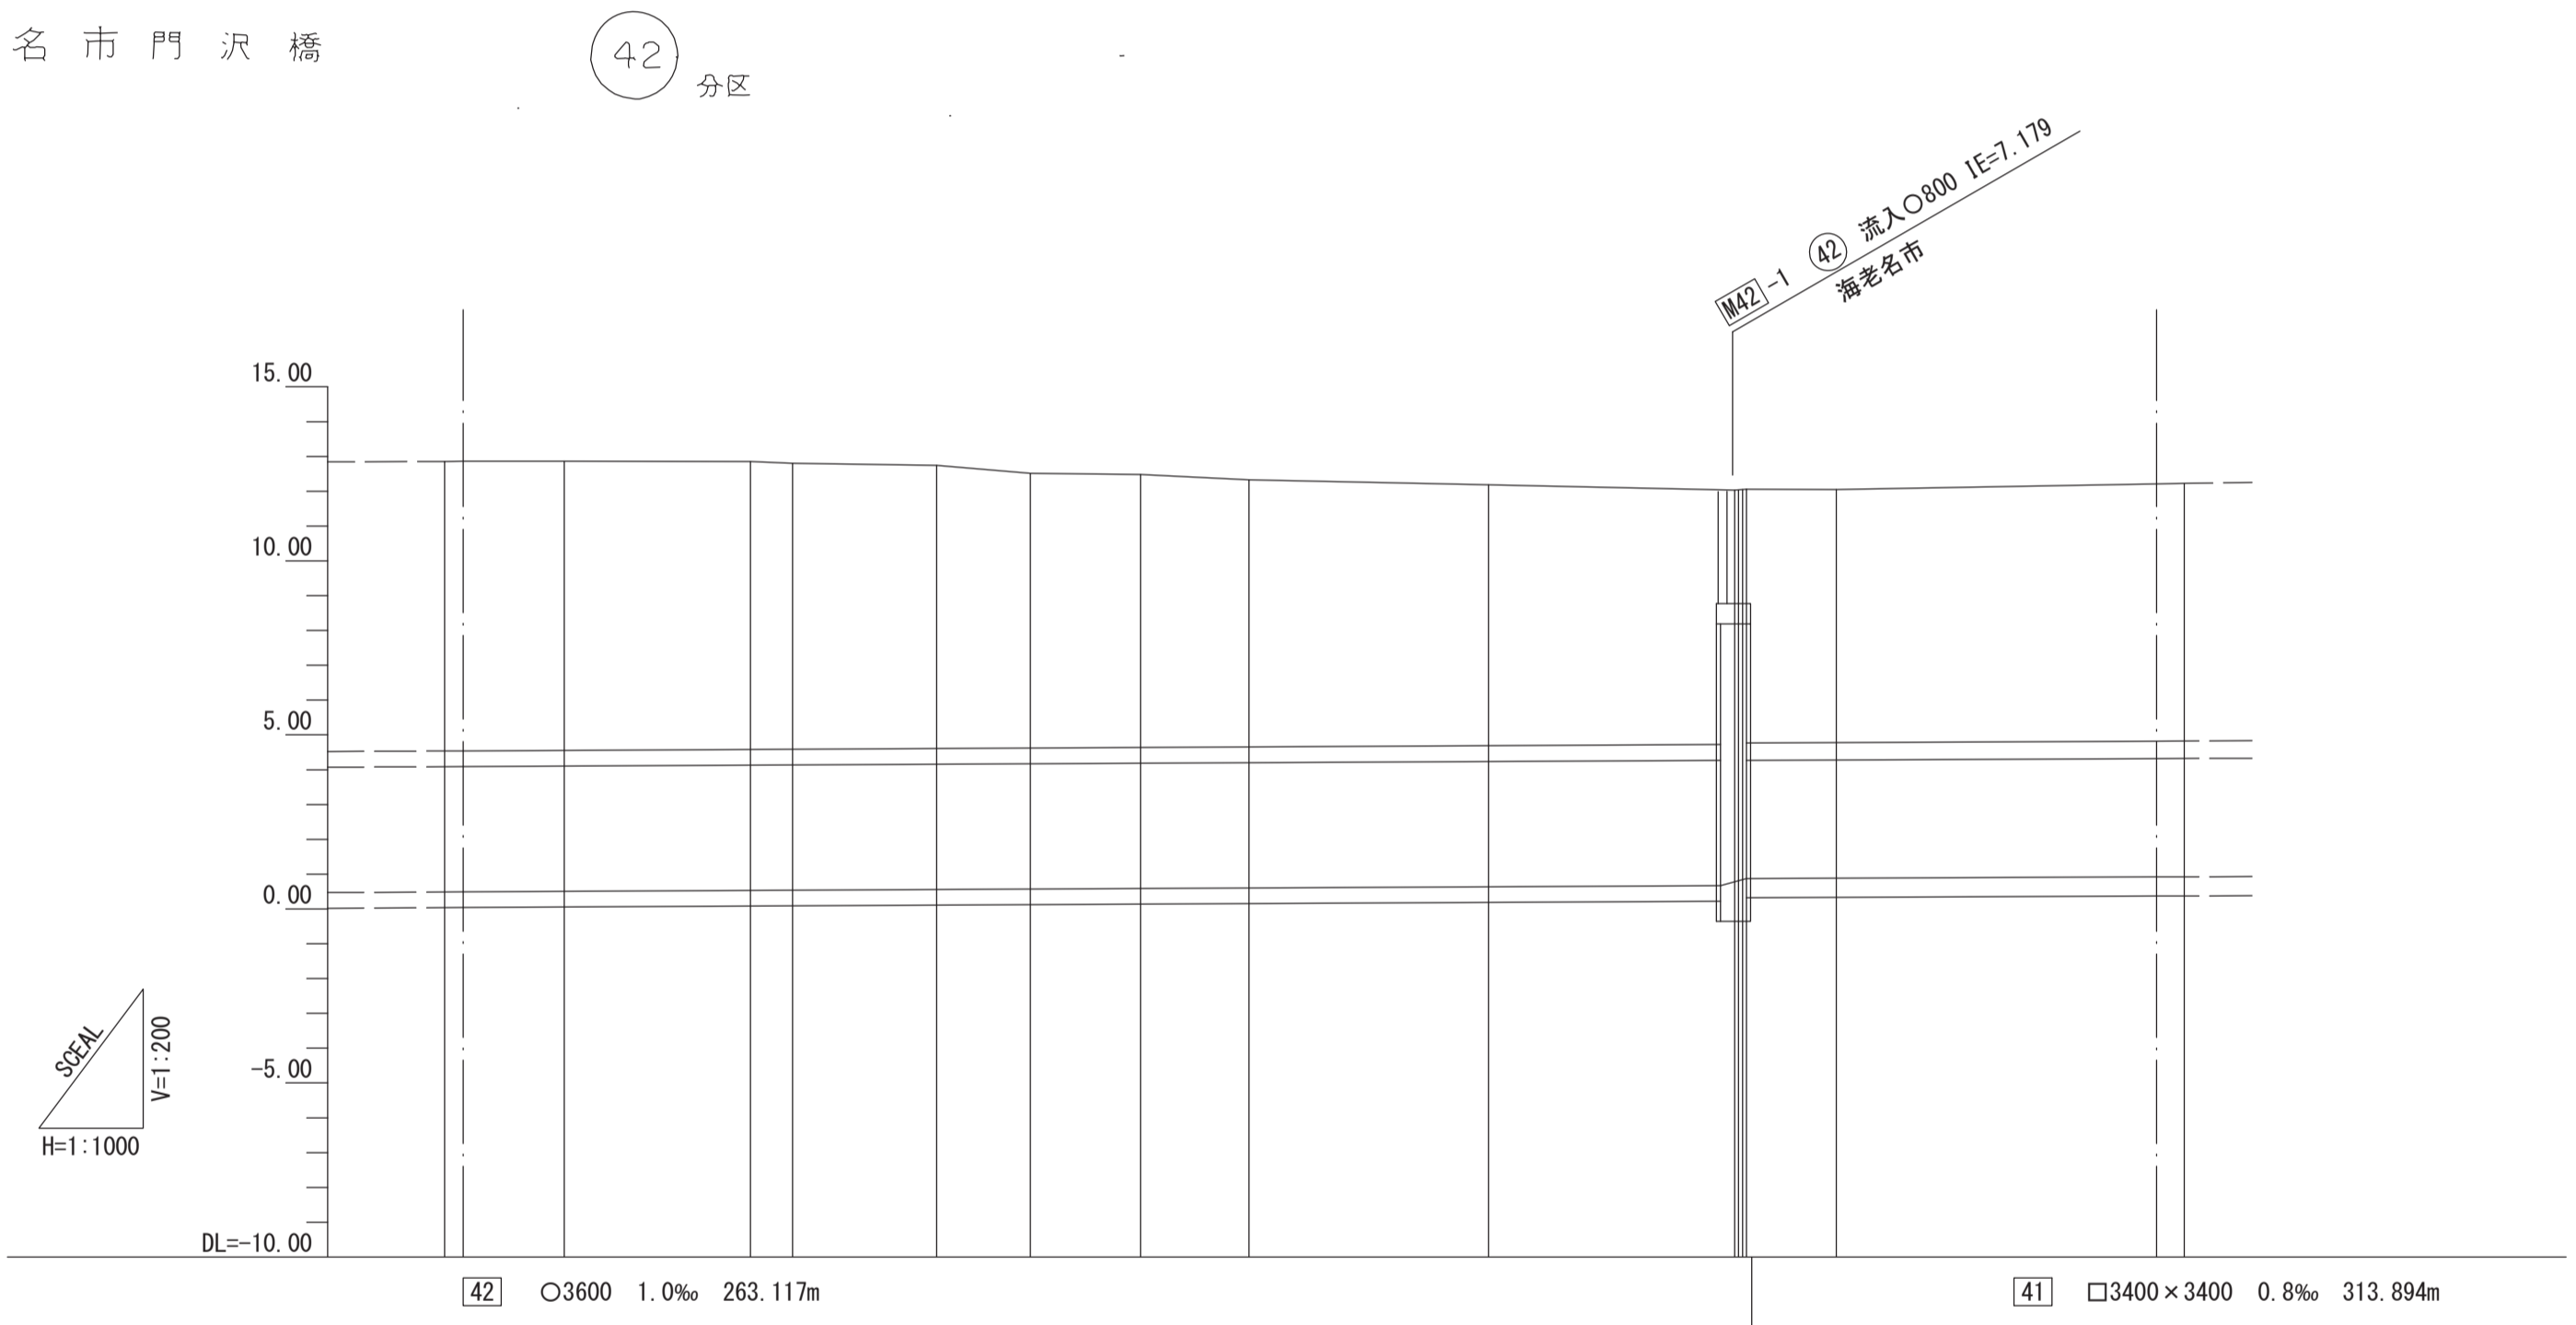 名市門沢橋
42 分区
M42-1 42 流入○800 IE=7.179
海老名市
15.00
10.00
5.00
0.00
-5.00
DL=-10.00
SCEAL
V=1:200
H=1:1000
42 ○3600 1.0‰ 263.117m
41 □3400×3400 0.8‰ 313.894m